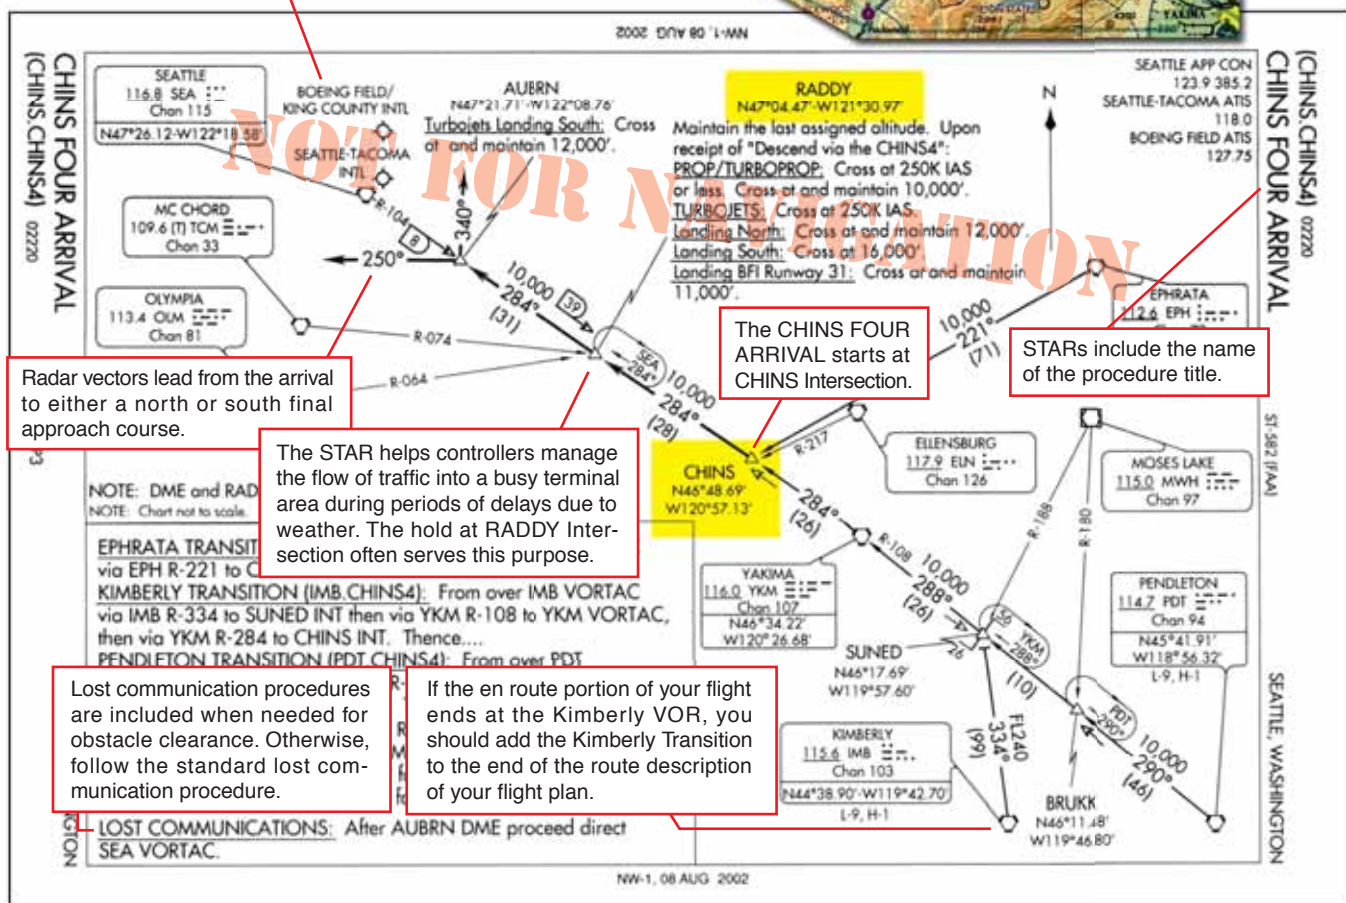 NW-1, 08 AUG 2002
YAKIMA
(CHINS.CHINS4) 02220
CHINS FOUR ARRIVAL
SEATTLE
116.8 SEA
Chan 115
N47°26.12-W122°18.58'
BOEING FIELD/
KING COUNTY INTL
SEATTLE-TACOMA
INTL
AUBRN
N47°21.71'-W122°08.76'
Turbojets Landing South: Cross
at and maintain 12,000'.
RADDY
N47°04.47'-W121°30.97'
Maintain the last assigned altitude. Upon
receipt of "Descend via the CHINS4":
PROP/TURBOPROP: Cross at 250K IAS
or less. Cross at and maintain 10,000'.
TURBOJETS: Cross at 250K IAS.
Landing North: Cross at and maintain 12,000'.
Landing South: Cross at 16,000'.
Landing BFI Runway 31: Cross at and maintain
11,000'.
N
SEATTLE APP CON
123.9 385.2
SEATTLE-TACOMA ATIS
118.0
BOEING FIELD ATIS
127.75
(CHINS.CHINS4) 02220
CHINS FOUR ARRIVAL
NOT FOR NAVIGATION
MC CHORD
109.6 (T) TCM
Chan 33
OLYMPIA
113.4 OLM
Chan 81
R-104
8
340°
250°
10,000
284°
(31)
39
R-074
R-064
SEA
284°
10,000
284°
(28)
10,000
221°
(71)
EPHRATA
112.6 EPH
The CHINS FOUR
ARRIVAL starts at
CHINS Intersection.
STARs include the name
of the procedure title.
Radar vectors lead from the arrival
to either a north or south final
approach course.
The STAR helps controllers manage
the flow of traffic into a busy terminal
area during periods of delays due to
weather. The hold at RADDY Inter-
section often serves this purpose.
CHINS
N46°48.69'
W120°57.13'
R-217
ELLENSBURG
117.9 ELN
Chan 126
MOSES LAKE
115.0 MWH
Chan 97
ST-582 (FAA)
NOTE: DME and RAD
NOTE: Chart not to scale.
284°
(26)
R-188
R-180
EPHRATA TRANSIT
via EPH R-221 to C
KIMBERLY TRANSITION (IMB.CHINS4): From over IMB VORTAC
via IMB R-334 to SUNED INT then via YKM R-108 to YKM VORTAC,
then via YKM R-284 to CHINS INT. Thence....
PENDLETON TRANSITION (PDT.CHINS4): From over PDT
YAKIMA
116.0 YKM
Chan 107
N46°34.22'
W120°26.68'
R-108
10,000
288°
(26)
SUNED
N46°17.69'
W119°57.60'
56
YKM
288°
26
(10)
PENDLETON
114.7 PDT
Chan 94
N45°41.91'
W118°56.32'
L-9, H-1
PDT
290°
10,000
290°
(46)
FL240
334°
(99)
BRUKK
N46°11.48'
W119°46.80'
Lost communication procedures
are included when needed for
obstacle clearance. Otherwise,
follow the standard lost com-
munication procedure.
If the en route portion of your flight
ends at the Kimberly VOR, you
should add the Kimberly Transition
to the end of the route description
of your flight plan.
KIMBERLY
115.6 IMB
Chan 103
N44°38.90'-W119°42.70'
L-9, H-1
LOST COMMUNICATIONS: After AUBRN DME proceed direct
SEA VORTAC.
SEATTLE, WASHINGTON
NW-1, 08 AUG 2002